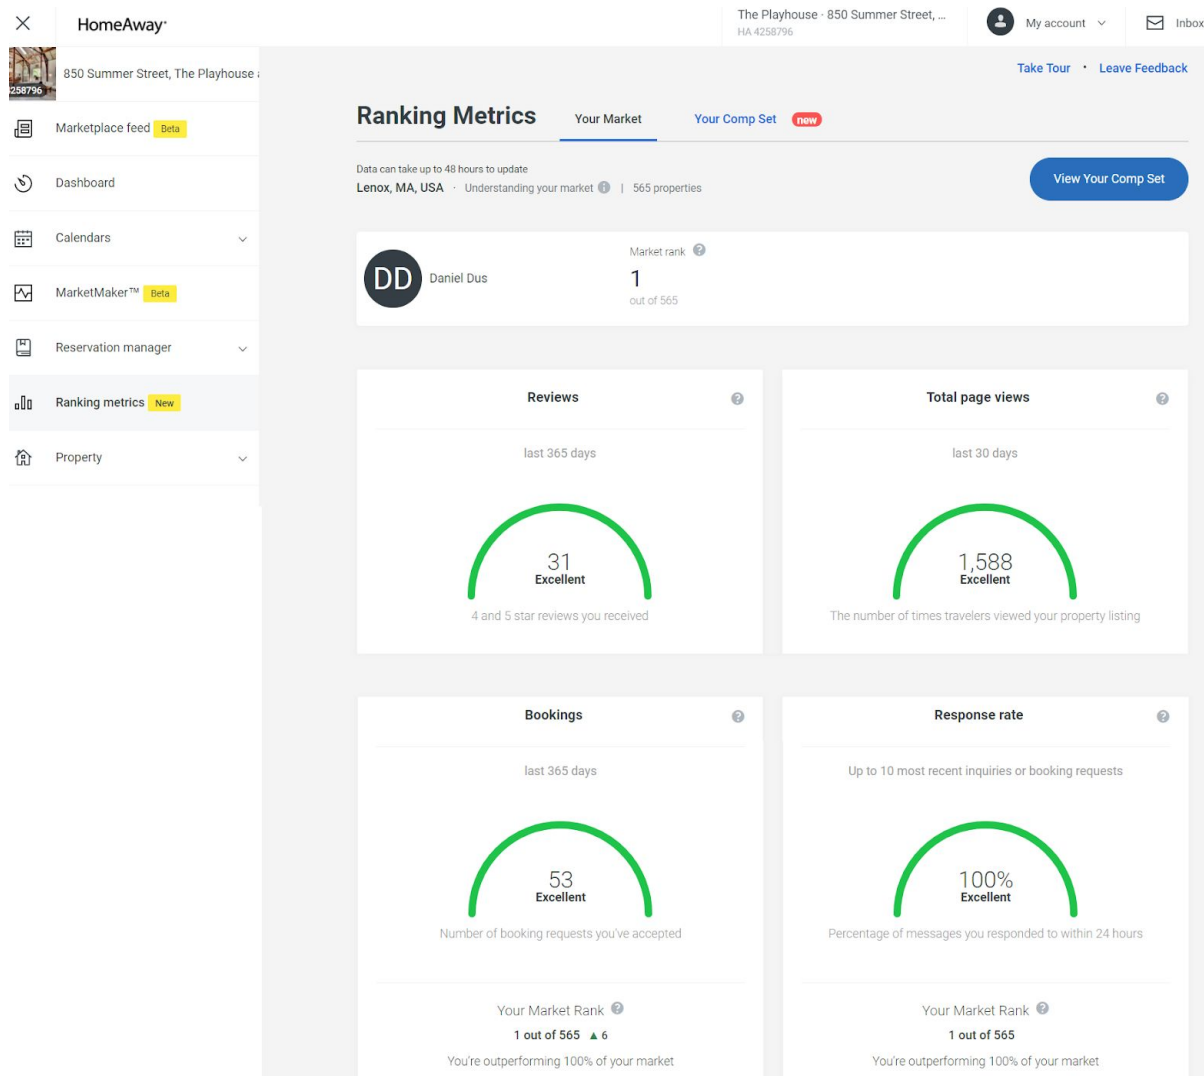 HomeAway
The Playhouse · 850 Summer Street, ...
HA 4258796
My account
Inbox
258796
850 Summer Street, The Playhouse
Take Tour · Leave Feedback
Marketplace feed Beta
Dashboard
Calendars
MarketMaker™ Beta
Reservation manager
Ranking metrics New
Property
Ranking Metrics
Your Market
Your Comp Set new
Data can take up to 48 hours to update
Lenox, MA, USA · Understanding your market | 565 properties
View Your Comp Set
DD Daniel Dus
Market rank
1
out of 565
Reviews
last 365 days
31
Excellent
4 and 5 star reviews you received
Total page views
last 30 days
1,588
Excellent
The number of times travelers viewed your property listing
Bookings
last 365 days
53
Excellent
Number of booking requests you've accepted
Your Market Rank
1 out of 565 ▲ 6
You're outperforming 100% of your market
Response rate
Up to 10 most recent inquiries or booking requests
100%
Excellent
Percentage of messages you responded to within 24 hours
Your Market Rank
1 out of 565
You're outperforming 100% of your market